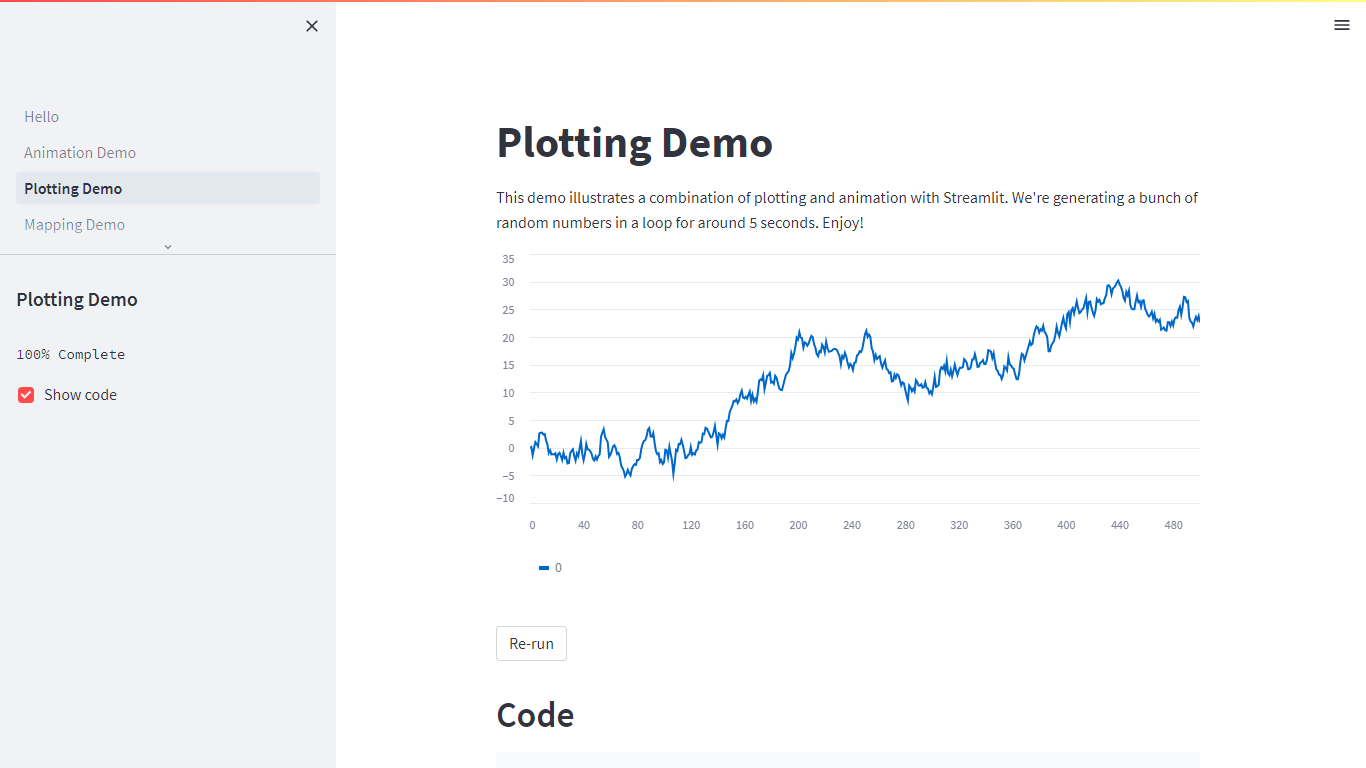 Hello
Animation Demo
Plotting Demo
Mapping Demo
Plotting Demo
100% Complete
Show code
Plotting Demo
This demo illustrates a combination of plotting and animation with Streamlit. We're generating a bunch of
random numbers in a loop for around 5 seconds. Enjoy!
35
30
25
20
15
10
5
0
−5
−10
0 40 80 120 160 200 240 280 320 360 400 440 480
0
Re-run
Code